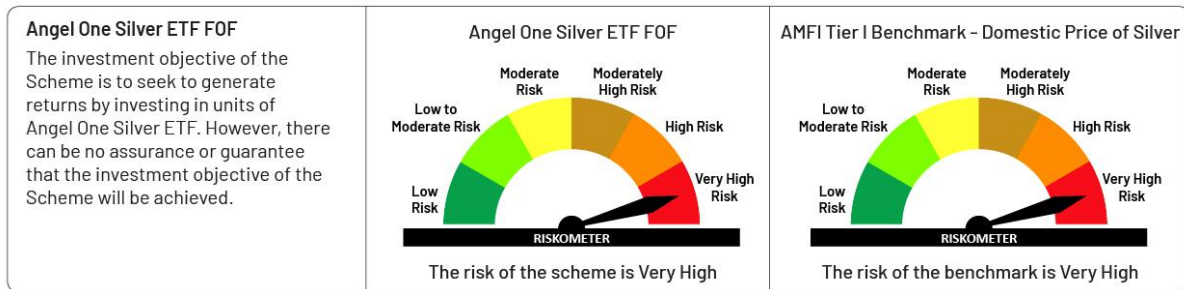 Angel One Silver ETF FOF
The investment objective of the
Scheme is to seek to generate
returns by investing in units of
Angel One Silver ETF. However, there
can be no assurance or guarantee
that the investment objective of the
Scheme will be achieved.
Angel One Silver ETF FOF
Low
Risk
Low to
Moderate Risk
Moderate
Risk
Moderately
High Risk
High Risk
Very High
Risk
RISKOMETER
The risk of the scheme is Very High
AMFI Tier I Benchmark - Domestic Price of Silver
Low
Risk
Low to
Moderate Risk
Moderate
Risk
Moderately
High Risk
High Risk
Very High
Risk
RISKOMETER
The risk of the benchmark is Very High